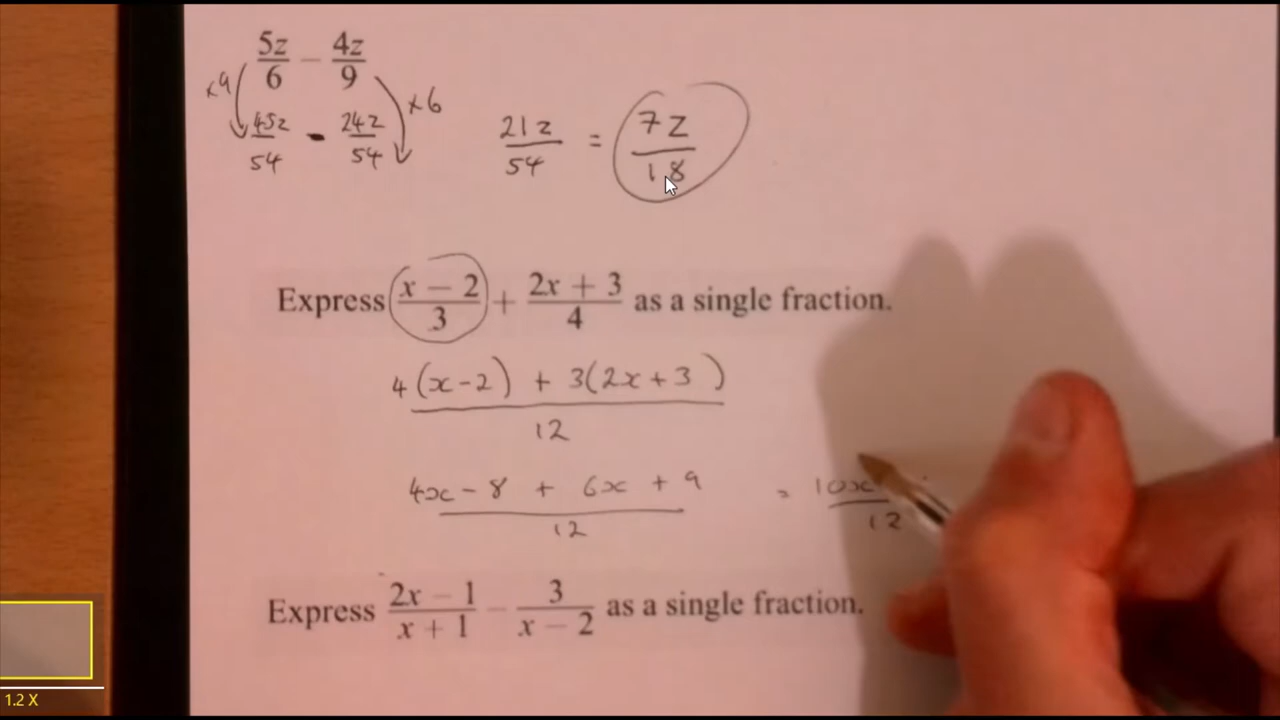 5z/6 − 4z/9
×9 ×6
45z/54 - 24z/54 21z/54 = 7z/18
Express (x − 2)/3 + (2x + 3)/4 as a single fraction.
4(x-2) + 3(2x+3)
12
4x - 8 + 6x + 9 = 10x
12 12
Express (2x − 1)/(x + 1) − 3/(x − 2) as a single fraction.
1.2 X